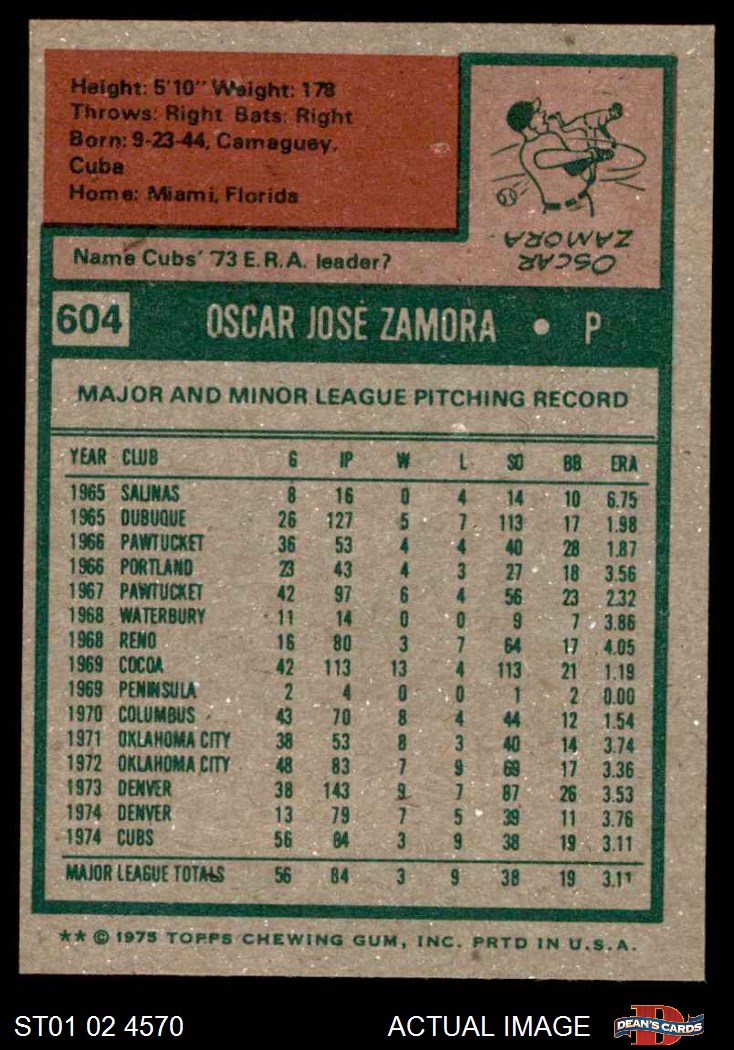 Height: 5'10" Weight: 178
Throws: Right Bats: Right
Born: 9-23-44, Camaguey,
Cuba
Home: Miami, Florida
Name Cubs' '73 E.R.A. leader?
OSCAR
ZAMORA
604 OSCAR JOSÉ ZAMORA • P
MAJOR AND MINOR LEAGUE PITCHING RECORD
YEAR CLUB G IP W L SO BB ERA
1965 SALINAS 8 16 0 4 14 10 6.75
1965 DUBUQUE 26 127 5 7 113 17 1.98
1966 PAWTUCKET 36 53 4 4 40 28 1.87
1966 PORTLAND 23 43 4 3 27 18 3.56
1967 PAWTUCKET 42 97 6 4 56 23 2.32
1968 WATERBURY 11 14 0 0 9 7 3.86
1968 RENO 16 80 3 7 64 17 4.05
1969 COCOA 42 113 13 4 113 21 1.19
1969 PENINSULA 2 4 0 0 1 2 0.00
1970 COLUMBUS 43 70 8 4 44 12 1.54
1971 OKLAHOMA CITY 38 53 8 3 40 14 3.74
1972 OKLAHOMA CITY 48 83 7 9 69 17 3.36
1973 DENVER 38 143 9 7 87 26 3.53
1974 DENVER 13 79 7 5 39 11 3.76
1974 CUBS 56 84 3 9 38 19 3.11
MAJOR LEAGUE TOTALS 56 84 3 9 38 19 3.11
** © 1975 TOPPS CHEWING GUM, INC. PRTD IN U.S.A.
ST01 02 4570 ACTUAL IMAGE D DEAN'S CARDS